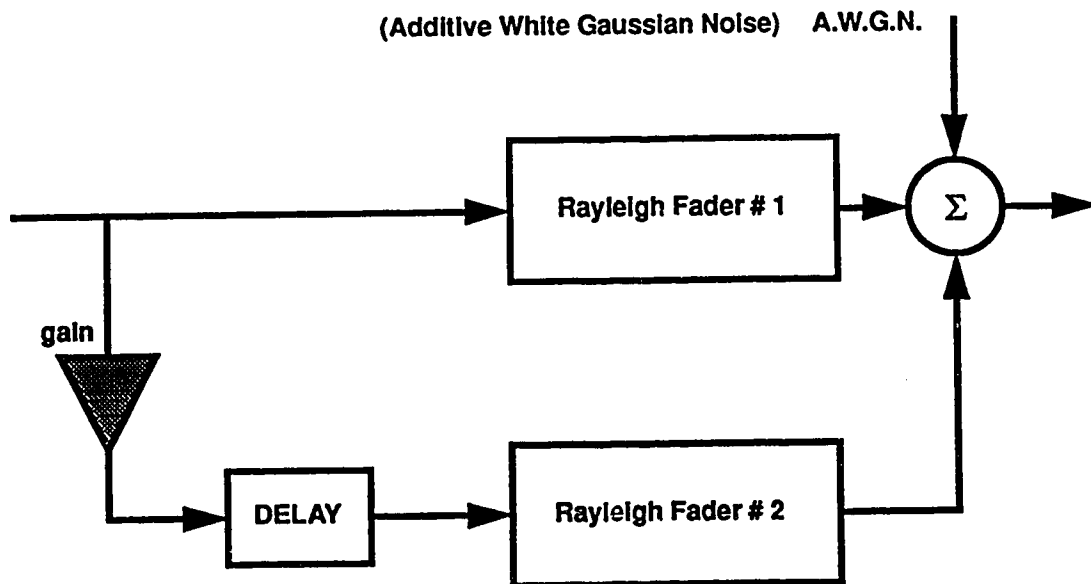 (Additive White Gaussian Noise) A.W.G.N.
Rayleigh Fader # 1
Σ
gain
DELAY
Rayleigh Fader # 2